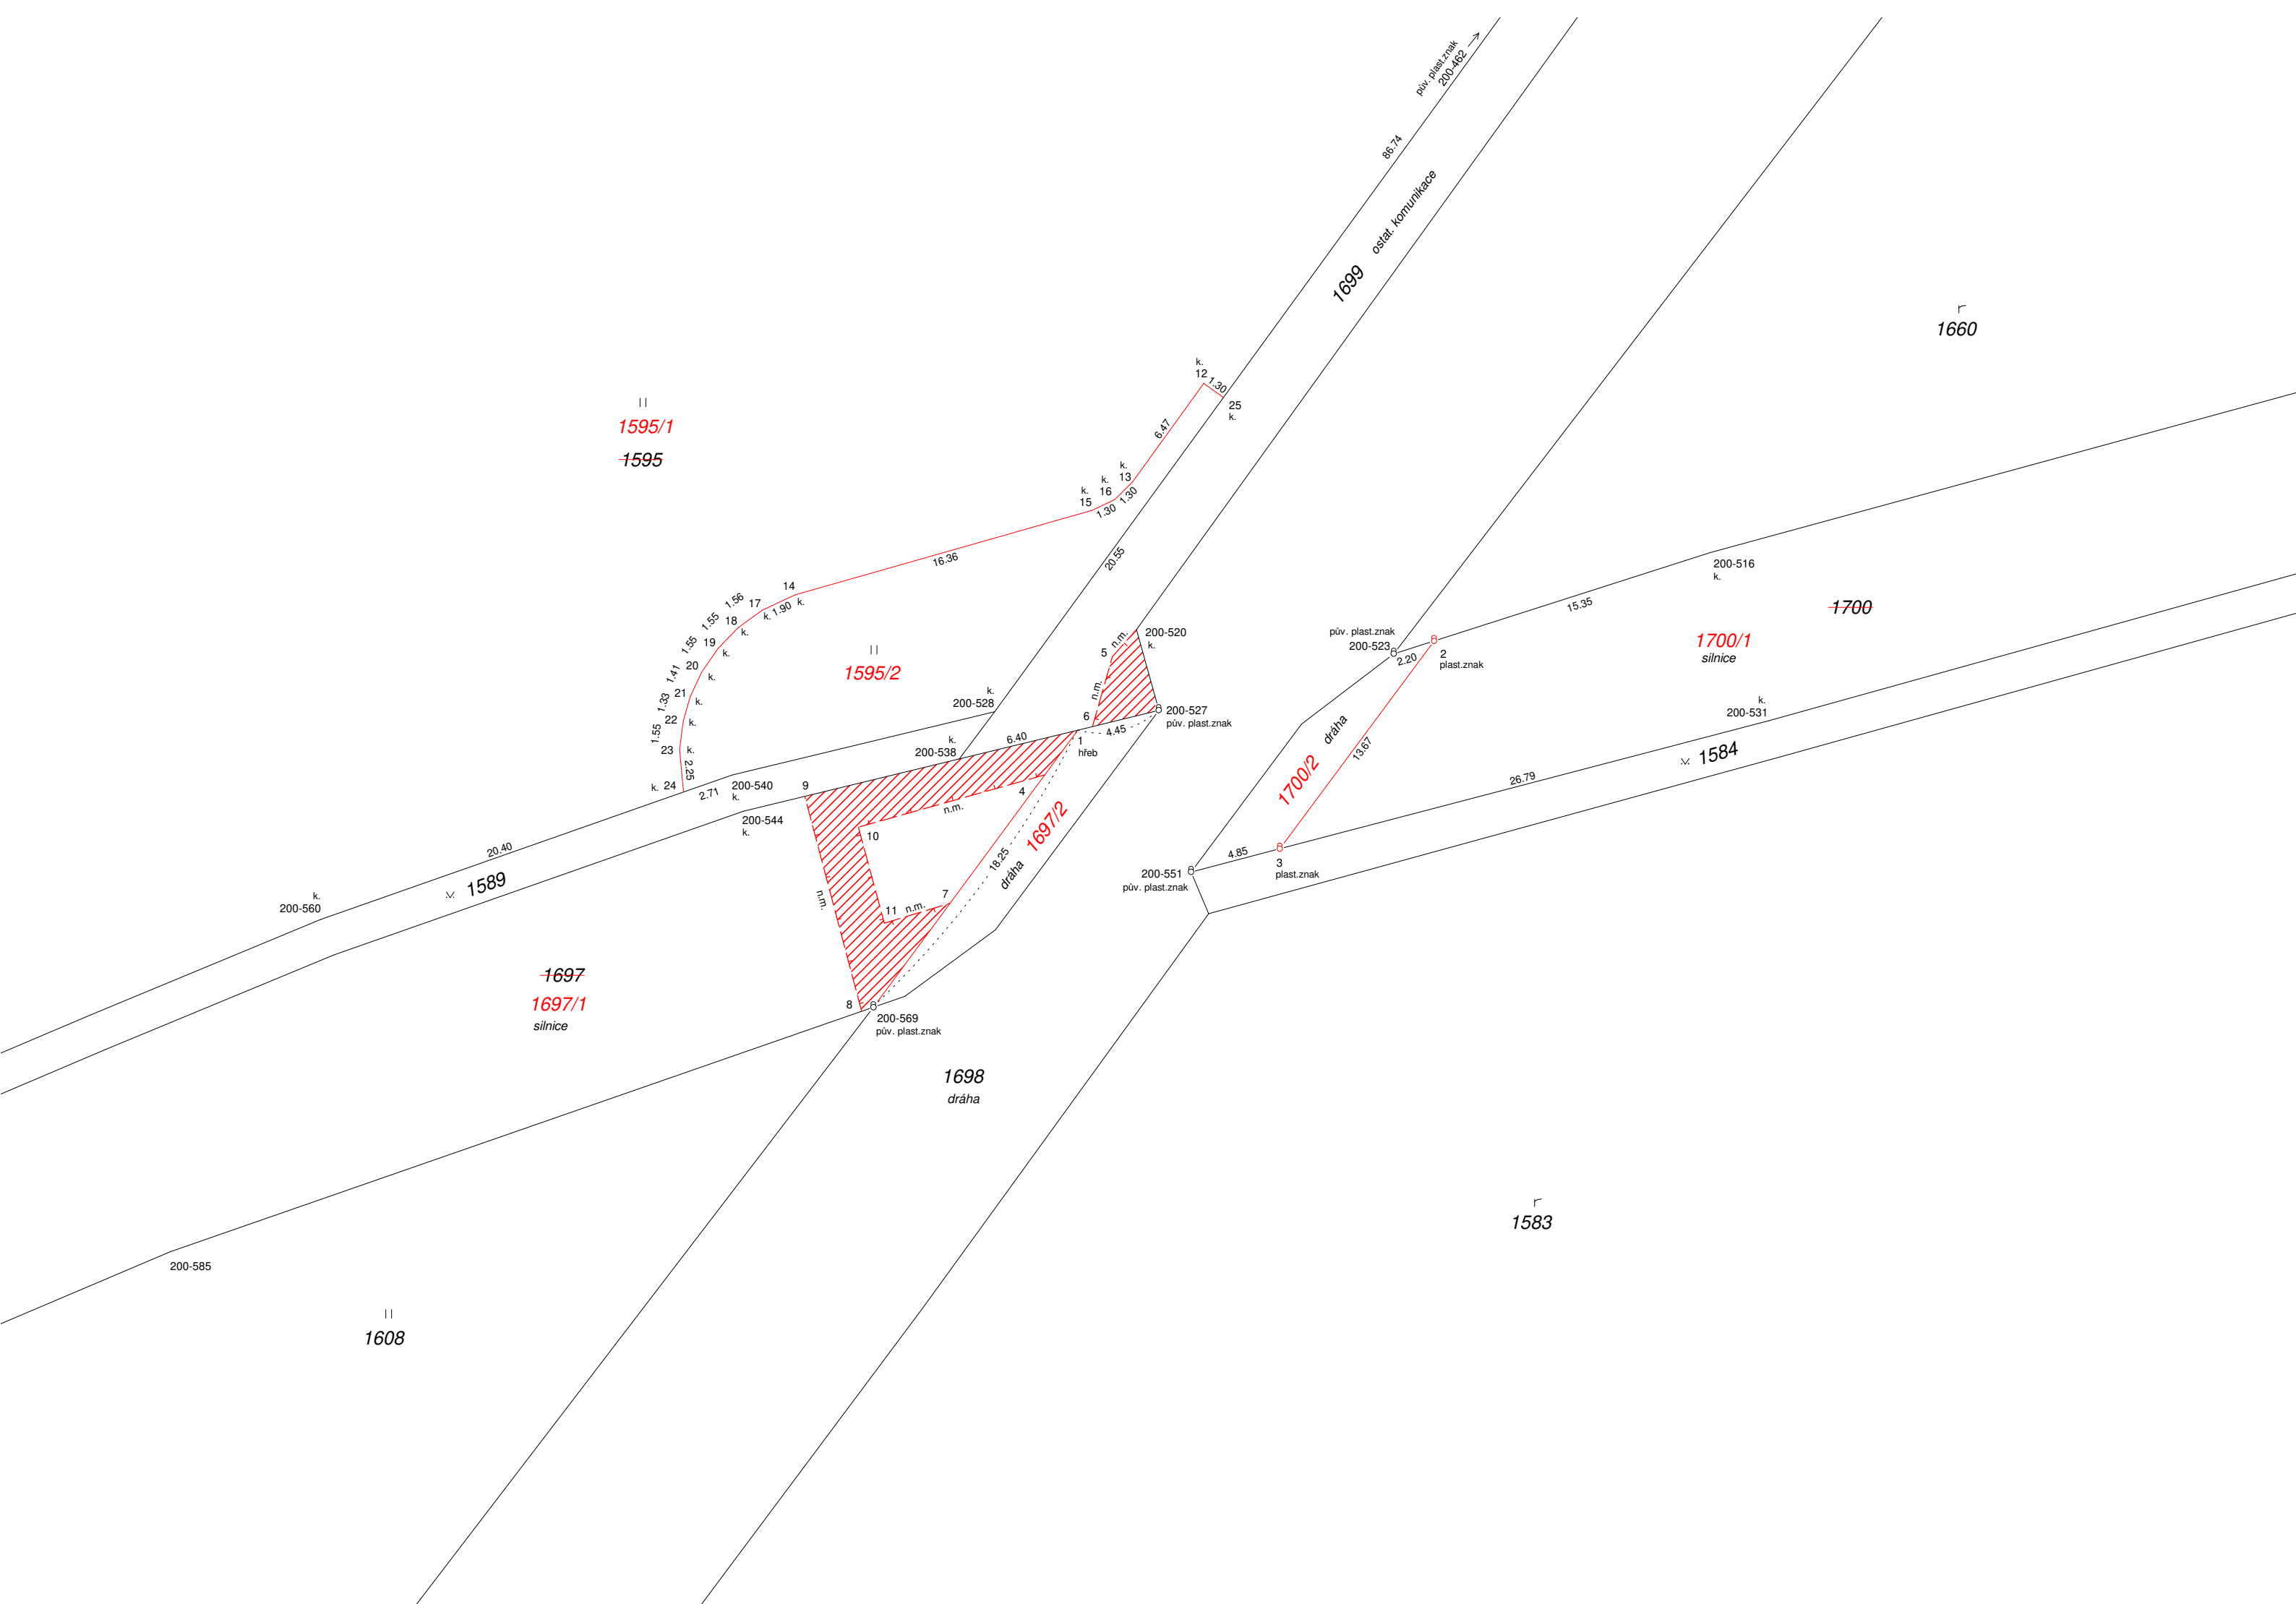 pův. plast.znak
200-462
86.74
ostat. komunikace
1699
1660
k.
12
1.30
25
k.
6.47
1595/1
1595
k.
13
k.
16
k.
15
1.30
1.30
16.36
20.55
14
k.
1.90
17
k.
1.56
18
k.
1.55
19
k.
1.55
20
k.
1.41
21
k.
1.33
22
k.
1.55
23
k.
2.25
k. 24
2.71
1595/2
200-516
k.
15.35
1700
1700/1
silnice
pův. plast.znak
200-523
2.20
2
plast.znak
n.m.
200-520
k.
5
n.m.
6
200-527
pův. plast.znak
4.45
1
hřeb
k.
200-528
k.
200-538
6.40
k.
200-531
1584
dráha
1700/2
13.67
26.79
200-540
k.
9
200-544
k.
4
n.m.
10
1697/2
dráha
18.25
20.40
1589
k.
200-560
4.85
3
plast.znak
200-551
pův. plast.znak
n.m.
11
n.m.
7
1697
1697/1
silnice
8
200-569
pův. plast.znak
1698
dráha
1583
200-585
1608